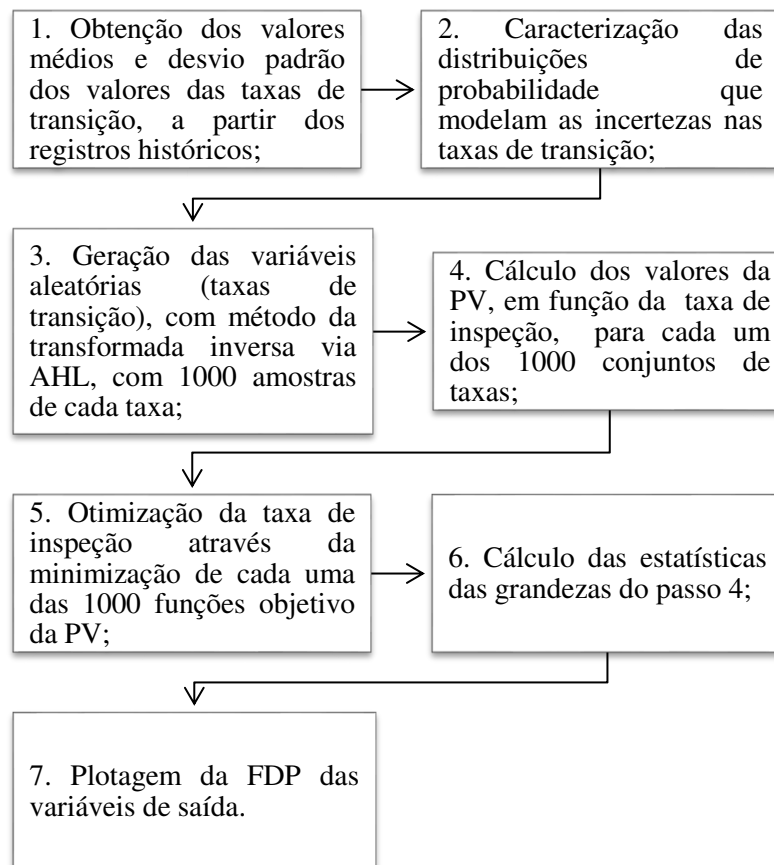 1. Obtenção dos valores
médios e desvio padrão
dos valores das taxas de
transição, a partir dos
registros históricos;
2. Caracterização das
distribuições de
probabilidade que
modelam as incertezas nas
taxas de transição;
3. Geração das variáveis
aleatórias (taxas de
transição), com método da
transformada inversa via
AHL, com 1000 amostras
de cada taxa;
4. Cálculo dos valores da
PV, em função da taxa de
inspeção, para cada um
dos 1000 conjuntos de
taxas;
5. Otimização da taxa de
inspeção através da
minimização de cada uma
das 1000 funções objetivo
da PV;
6. Cálculo das estatísticas
das grandezas do passo 4;
7. Plotagem da FDP das
variáveis de saída.